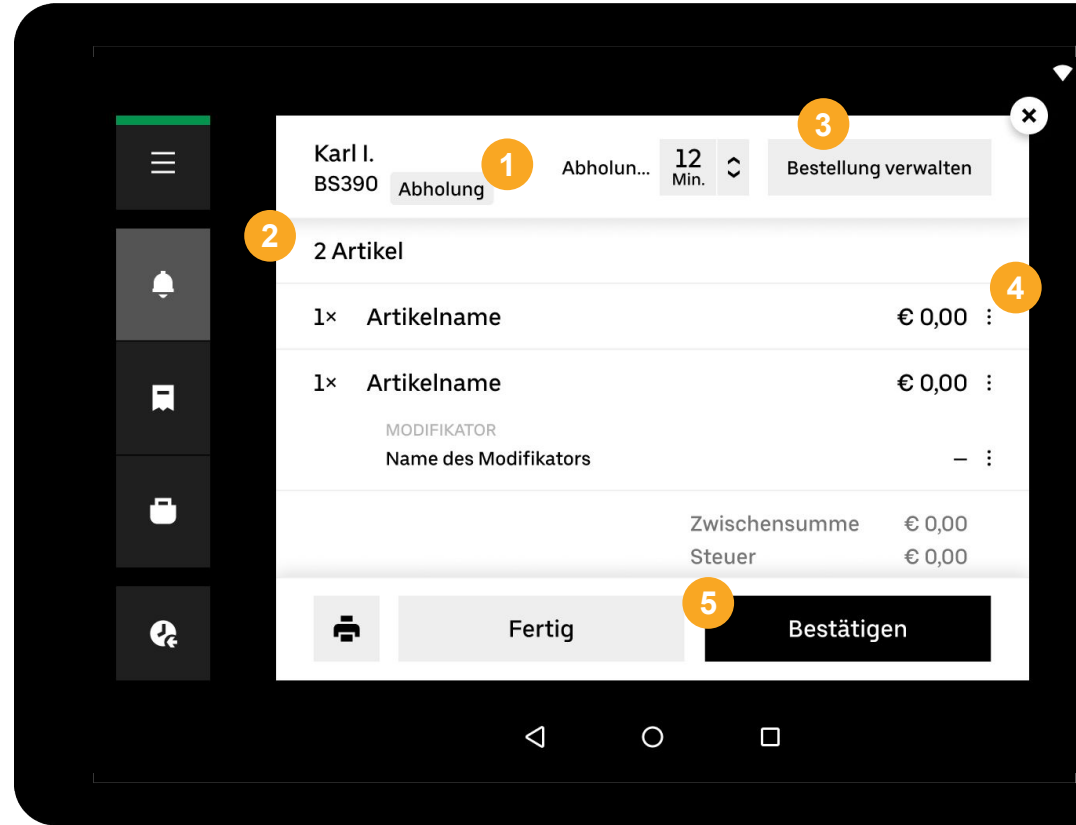 3
Karl I.
1
Abholun...
12
Min.
Bestellung verwalten
BS390
Abholung
2
2 Artikel
4
1× Artikelname € 0,00
1× Artikelname € 0,00
MODIFIKATOR
Name des Modifikators –
Zwischensumme € 0,00
Steuer € 0,00
5
Fertig
Bestätigen